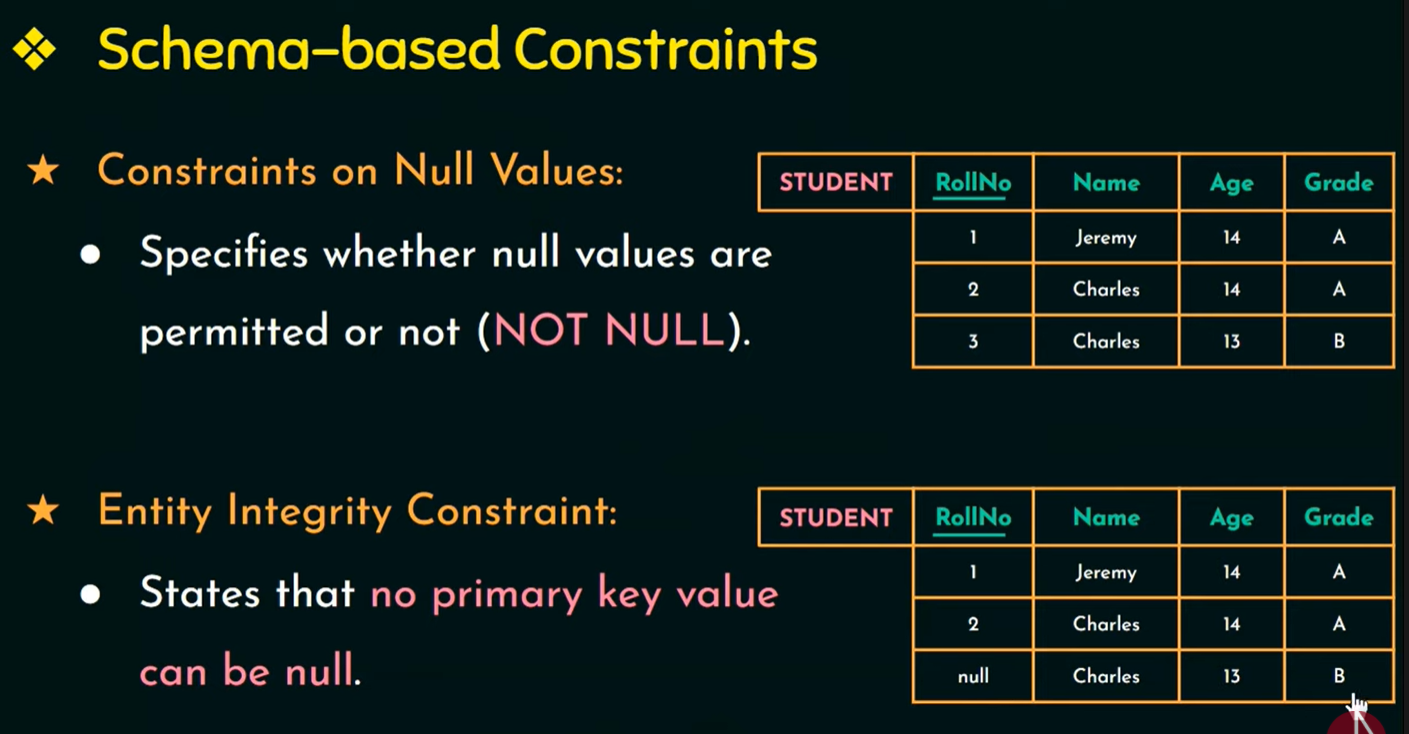 Schema-based Constraints
Constraints on Null Values:
Specifies whether null values are
permitted or not (NOT NULL).
STUDENT RollNo Name Age Grade
1 Jeremy 14 A
2 Charles 14 A
3 Charles 13 B
Entity Integrity Constraint:
States that no primary key value
can be null.
STUDENT RollNo Name Age Grade
1 Jeremy 14 A
2 Charles 14 A
null Charles 13 B